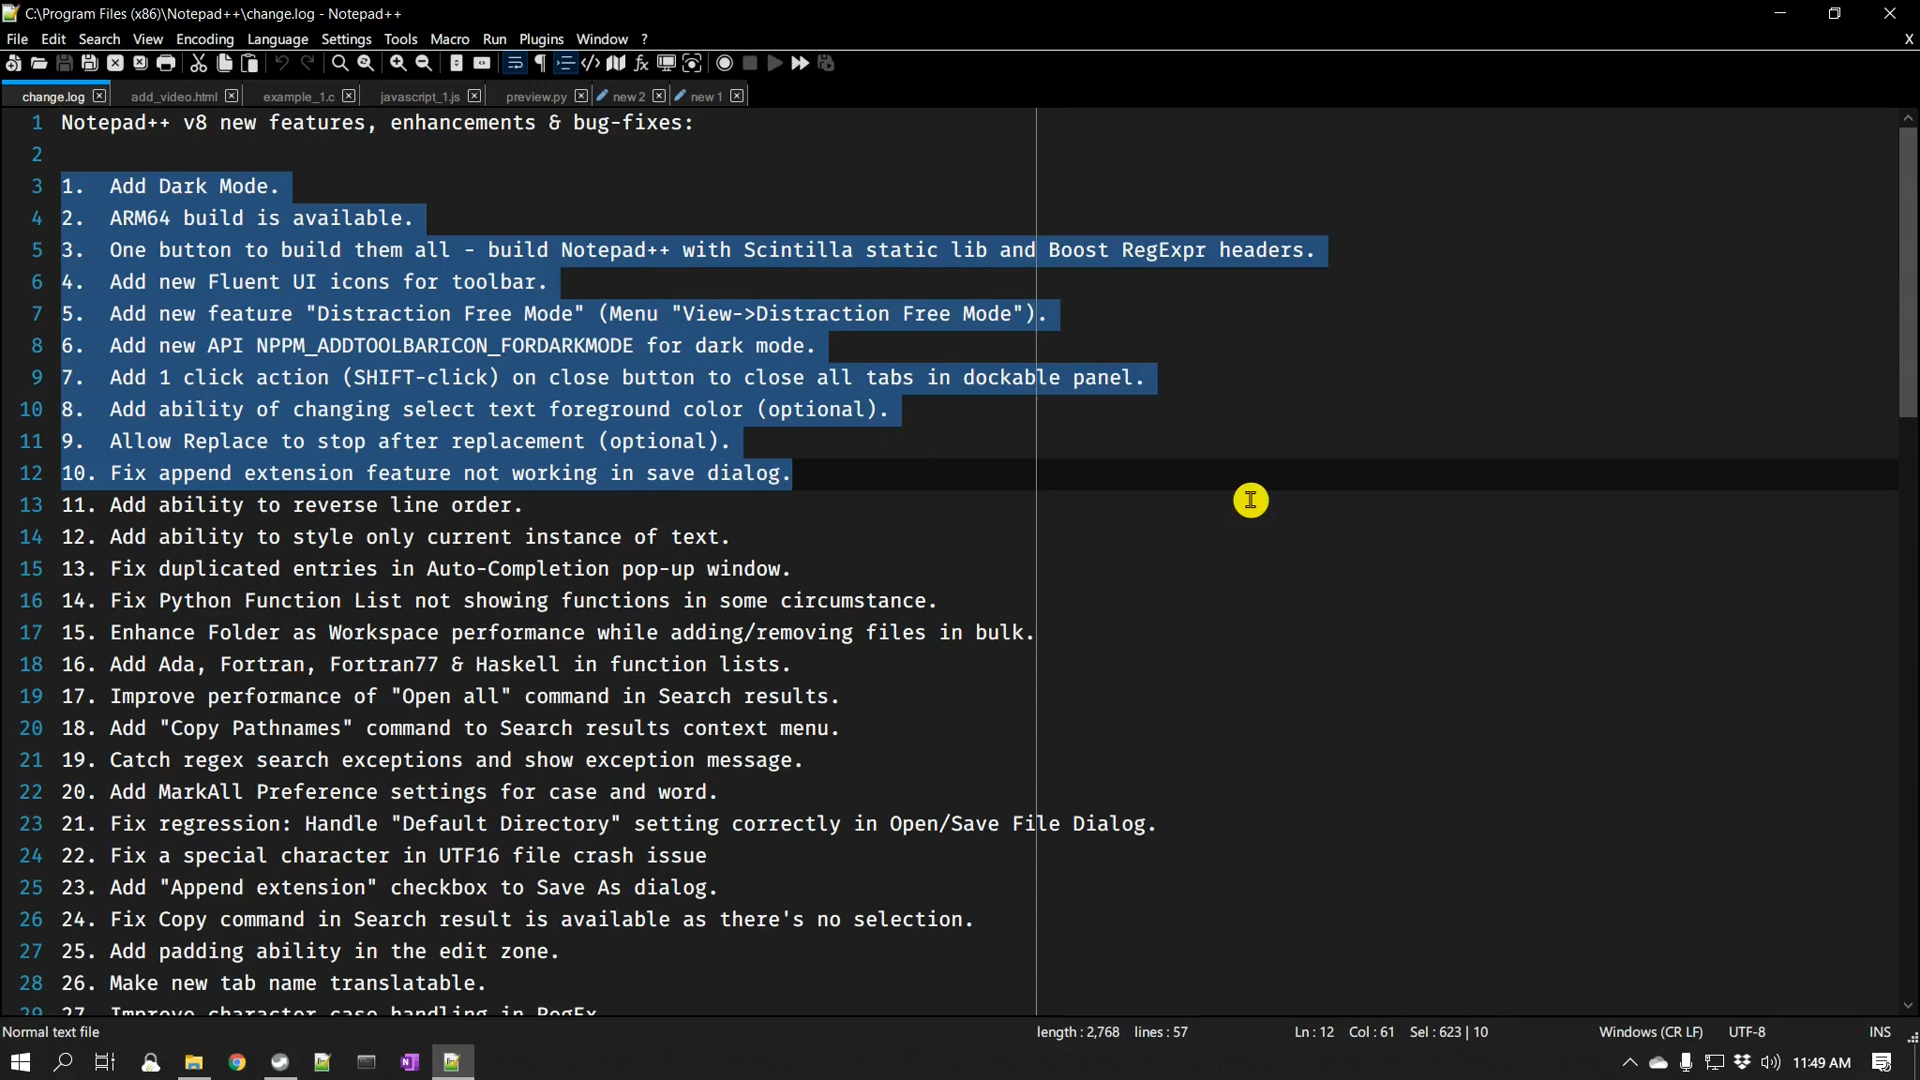 C:\Program Files (x86)\Notepad++\change.log - Notepad++
File Edit Search View Encoding Language Settings Tools Macro Run Plugins Window ? X
change.log add_video.html example_1.c javascript_1.js preview.py new 2 new 1
1 Notepad++ v8 new features, enhancements & bug-fixes:
2
3 1. Add Dark Mode.
4 2. ARM64 build is available.
5 3. One button to build them all - build Notepad++ with Scintilla static lib and Boost RegExpr headers.
6 4. Add new Fluent UI icons for toolbar.
7 5. Add new feature "Distraction Free Mode" (Menu "View->Distraction Free Mode").
8 6. Add new API NPPM_ADDTOOLBARICON_FORDARKMODE for dark mode.
9 7. Add 1 click action (SHIFT-click) on close button to close all tabs in dockable panel.
10 8. Add ability of changing select text foreground color (optional).
11 9. Allow Replace to stop after replacement (optional).
12 10. Fix append extension feature not working in save dialog.
13 11. Add ability to reverse line order.
14 12. Add ability to style only current instance of text.
15 13. Fix duplicated entries in Auto-Completion pop-up window.
16 14. Fix Python Function List not showing functions in some circumstance.
17 15. Enhance Folder as Workspace performance while adding/removing files in bulk.
18 16. Add Ada, Fortran, Fortran77 & Haskell in function lists.
19 17. Improve performance of "Open all" command in Search results.
20 18. Add "Copy Pathnames" command to Search results context menu.
21 19. Catch regex search exceptions and show exception message.
22 20. Add MarkAll Preference settings for case and word.
23 21. Fix regression: Handle "Default Directory" setting correctly in Open/Save File Dialog.
24 22. Fix a special character in UTF16 file crash issue
25 23. Add "Append extension" checkbox to Save As dialog.
26 24. Fix Copy command in Search result is available as there's no selection.
27 25. Add padding ability in the edit zone.
28 26. Make new tab name translatable.
29 27. Improve character case handling in RegEx
Normal text file length : 2,768 lines : 57 Ln : 12 Col : 61 Sel : 623 | 10 Windows (CR LF) UTF-8 INS
11:49 AM